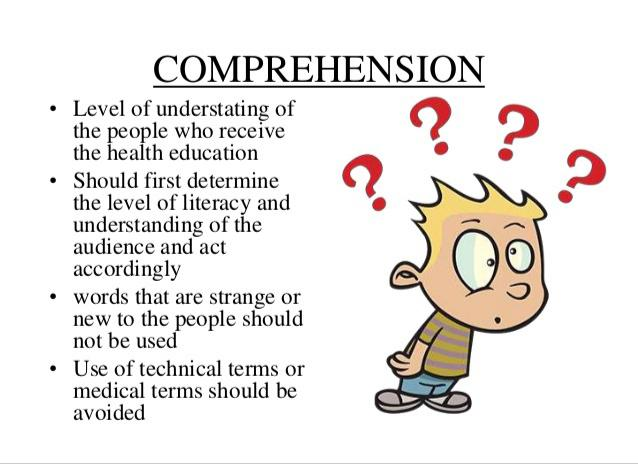 COMPREHENSION
• Level of understating of
the people who receive
the health education
• Should first determine
the level of literacy and
understanding of the
audience and act
accordingly
• words that are strange or
new to the people should
not be used
• Use of technical terms or
medical terms should be
avoided
? ? ? ?